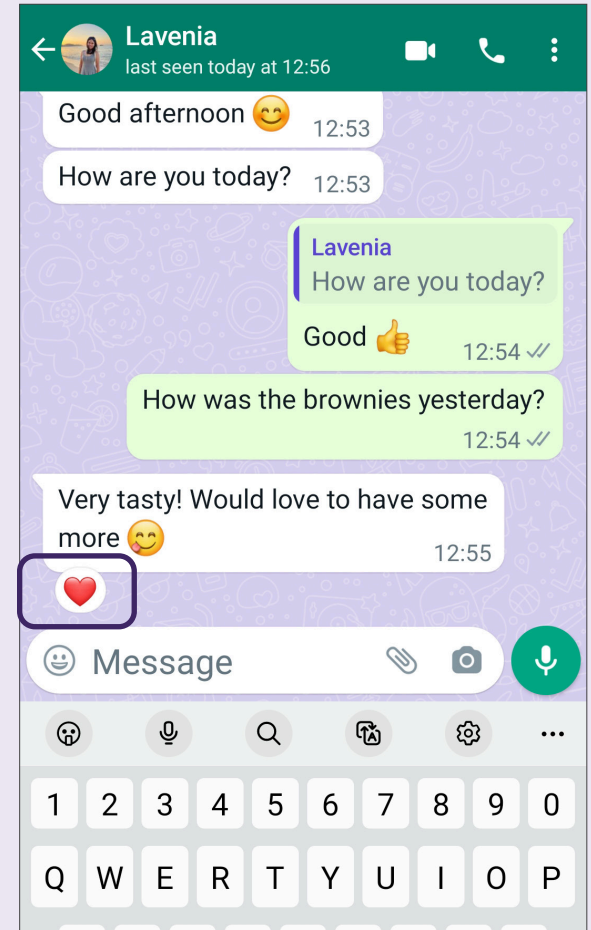 Lavenia
last seen today at 12:56
Good afternoon 😊 12:53
How are you today? 12:53
Lavenia
How are you today?
Good 👍 12:54
How was the brownies yesterday?
12:54
Very tasty! Would love to have some
more 😋 12:55
❤️
Message
1 2 3 4 5 6 7 8 9 0
Q W E R T Y U I O P